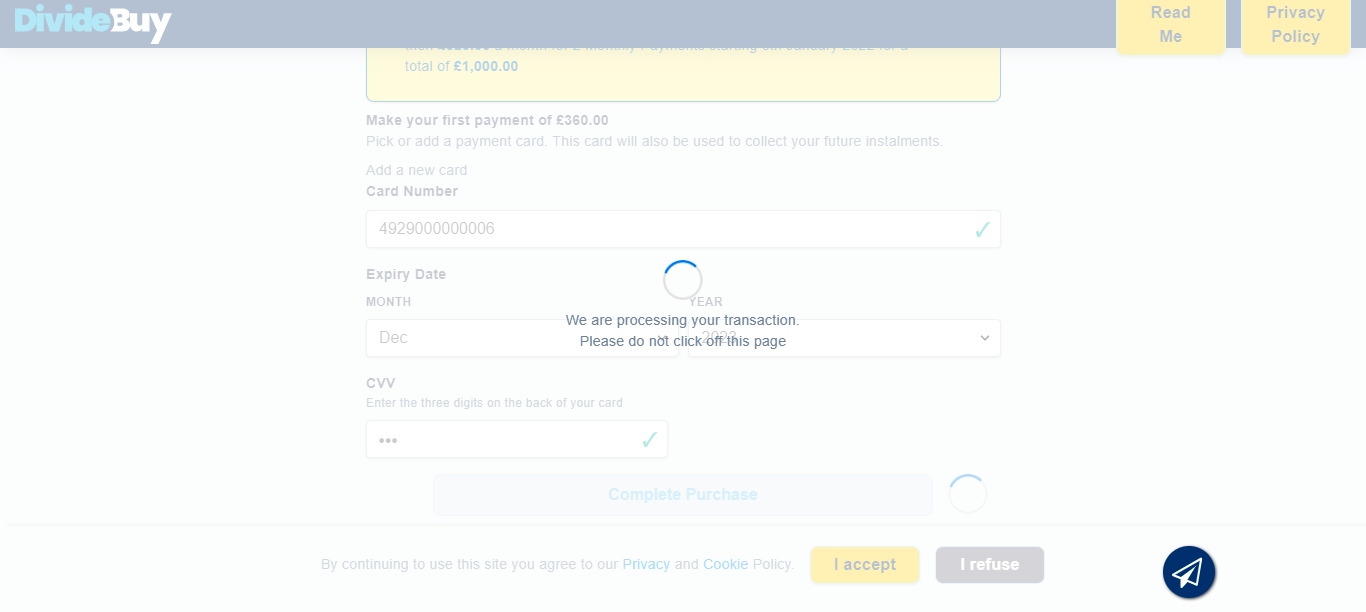 DivideBuy
Read
Me
Privacy
Policy
a month for 2 Monthly Payments starting 8th January 2022 for a
total of £1,000.00
Make your first payment of £360.00
Pick or add a payment card. This card will also be used to collect your future instalments.
Add a new card
Card Number
4929000000006
✓
Expiry Date
MONTH
YEAR
We are processing your transaction.
Dec
2023
Please do not click off this page
CVV
Enter the three digits on the back of your card
•••
✓
Complete Purchase
By continuing to use this site you agree to our Privacy and Cookie Policy.
I accept
I refuse